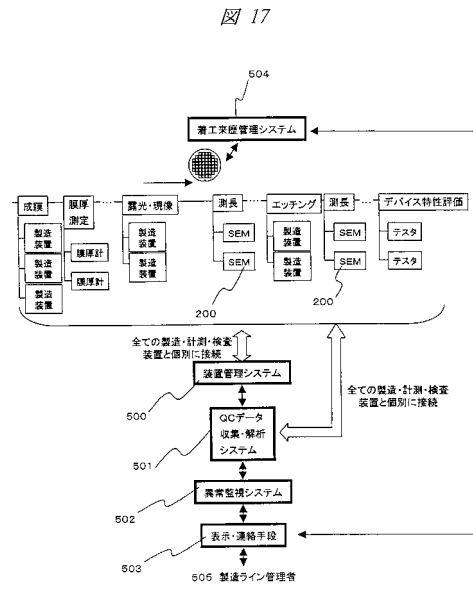 図 17
504
着工来歴管理システム
成膜
膜厚
測定
露光・現像
測長
エッチング
測長
デバイス特性評価
製造
装置
製造
装置
製造
装置
膜厚計
膜厚計
製造
装置
製造
装置
SEM
SEM
製造
装置
製造
装置
SEM
SEM
テスタ
テスタ
200
200
全ての製造・計測・検査
装置と個別に接続
装置管理システム
500
全ての製造・計測・検査
装置と個別に接続
QCデータ
収集・解析
システム
501
異常監視システム
502
表示・連絡手段
503
505 製造ライン管理者